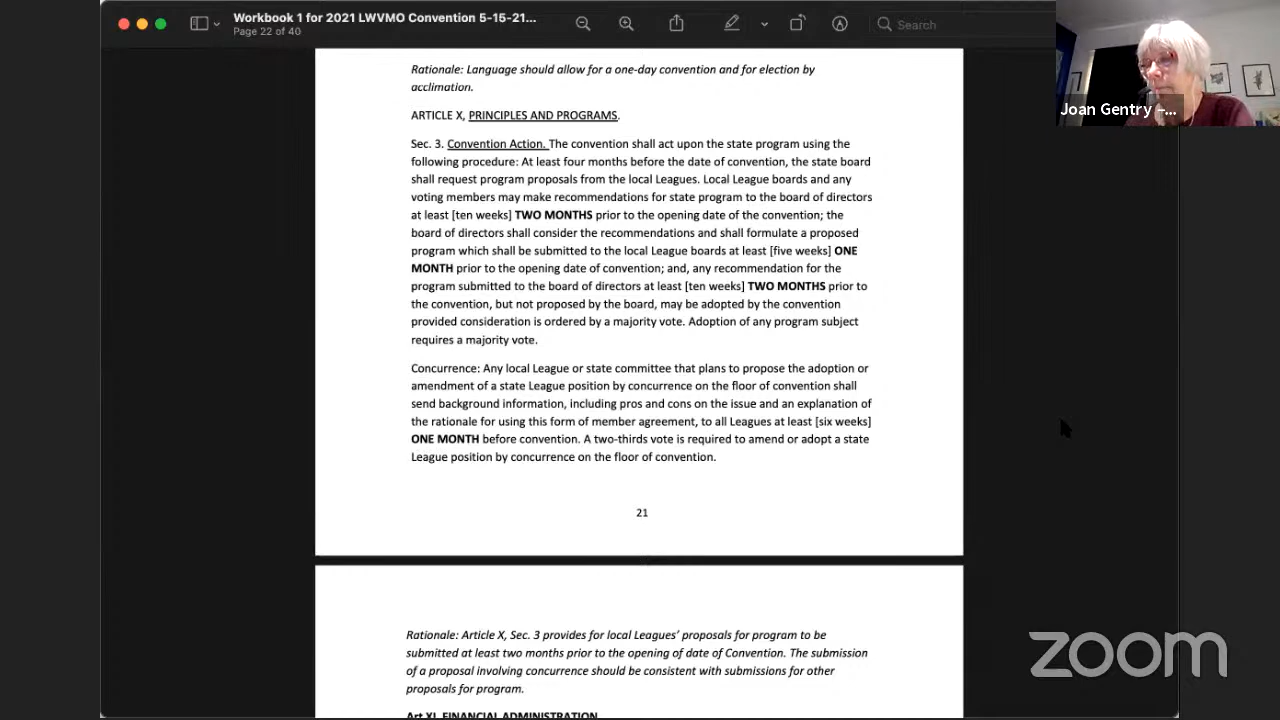 Workbook 1 for 2021 LWVMO Convention 5-15-21...
Page 22 of 40
Search
Joan Gentry –...
Rationale: Language should allow for a one-day convention and for election by
acclimation.
ARTICLE X, PRINCIPLES AND PROGRAMS.
Sec. 3. Convention Action. The convention shall act upon the state program using the
following procedure: At least four months before the date of convention, the state board
shall request program proposals from the local Leagues. Local League boards and any
voting members may make recommendations for state program to the board of directors
at least [ten weeks] TWO MONTHS prior to the opening date of the convention; the
board of directors shall consider the recommendations and shall formulate a proposed
program which shall be submitted to the local League boards at least [five weeks] ONE
MONTH prior to the opening date of convention; and, any recommendation for the
program submitted to the board of directors at least [ten weeks] TWO MONTHS prior to
the convention, but not proposed by the board, may be adopted by the convention
provided consideration is ordered by a majority vote. Adoption of any program subject
requires a majority vote.
Concurrence: Any local League or state committee that plans to propose the adoption or
amendment of a state League position by concurrence on the floor of convention shall
send background information, including pros and cons on the issue and an explanation of
the rationale for using this form of member agreement, to all Leagues at least [six weeks]
ONE MONTH before convention. A two-thirds vote is required to amend or adopt a state
League position by concurrence on the floor of convention.
21
Rationale: Article X, Sec. 3 provides for local Leagues' proposals for program to be
submitted at least two months prior to the opening of date of Convention. The submission
of a proposal involving concurrence should be consistent with submissions for other
proposals for program.
Art XI. FINANCIAL ADMINISTRATION
zoom